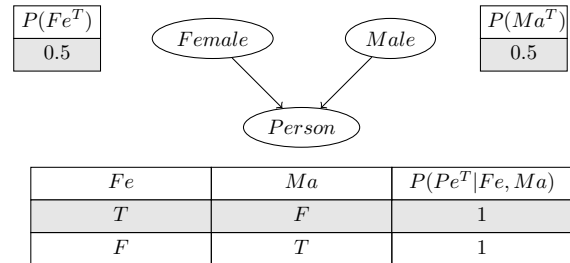 P(Fe^T) Female Male P(Ma^T)
0.5 0.5
Person
Fe Ma P(Pe^T|Fe, Ma)
T F 1
F T 1